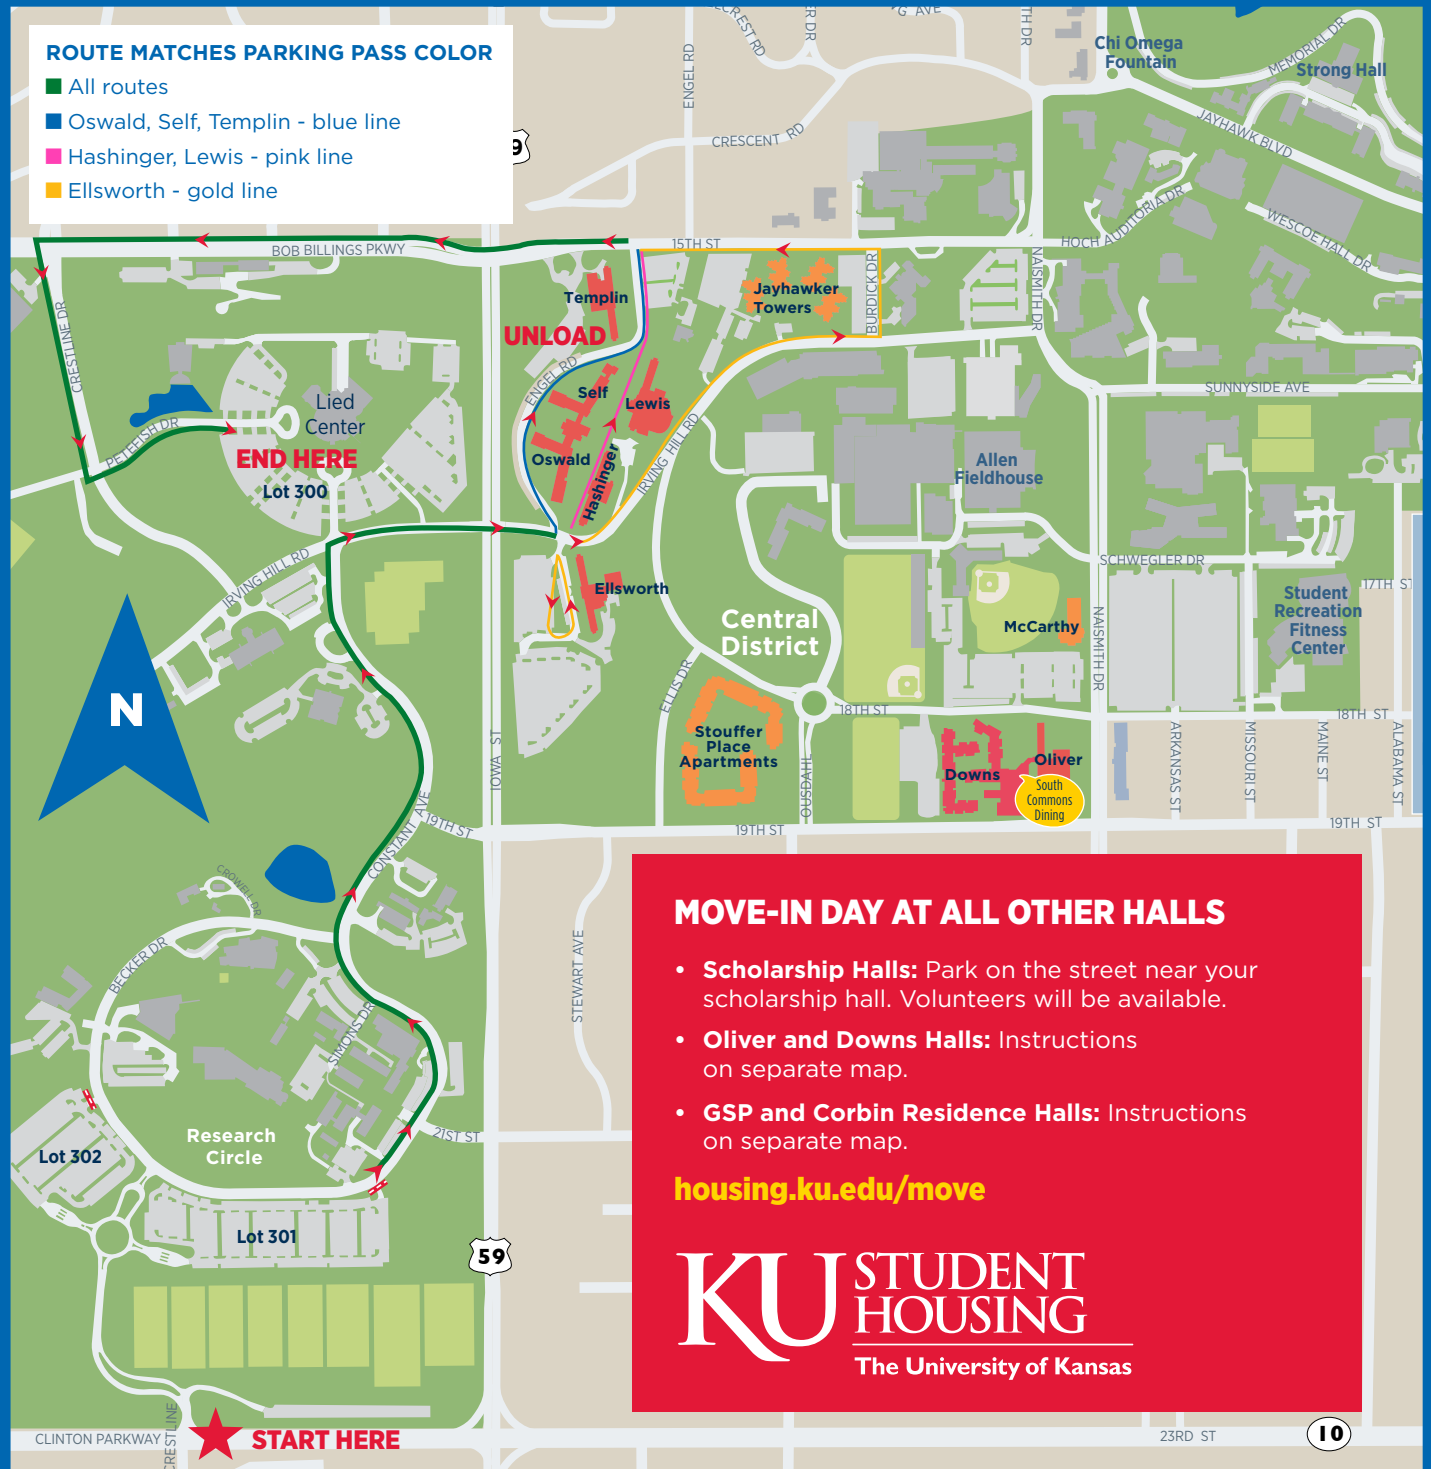 ROUTE MATCHES PARKING PASS COLOR
All routes
Oswald, Self, Templin - blue line
Hashinger, Lewis - pink line
Ellsworth - gold line
CRESCENT RD
ENGEL RD
Chi Omega
Fountain
MEMORIAL DR
Strong Hall
JAYHAWK BLVD
HOCH AUDITORIA DR
WESCOE HALL DR
BOB BILLINGS PKWY
15TH ST
CRESTLINE DR
Templin
UNLOAD
Jayhawker
Towers
BURDICK DR
NAISMITH DR
ENGEL RD
Self
Lewis
Oswald
Hashinger
IRVING HILL RD
SUNNYSIDE AVE
Lied
Center
PETEFISH DR
END HERE
Lot 300
Allen
Fieldhouse
IRVING HILL RD
SCHWEGLER DR
17TH ST
Ellsworth
Student
Recreation
Fitness
Center
Central
District
McCarthy
NAISMITH DR
N
ELLIS DR
18TH ST
18TH ST
Stouffer
Place
Apartments
IOWA ST
OUSDAHL
Downs
Oliver
South
Commons
Dining
ARKANSAS ST
MISSOURI ST
MAINE ST
ALABAMA ST
CONSTANT AVE
19TH ST
19TH ST
19TH ST
CROWELL DR
BECKER DR
STEWART AVE
SIMONS DR
21ST ST
Research
Circle
Lot 302
Lot 301
59
MOVE-IN DAY AT ALL OTHER HALLS
• Scholarship Halls: Park on the street near your
scholarship hall. Volunteers will be available.
• Oliver and Downs Halls: Instructions
on separate map.
• GSP and Corbin Residence Halls: Instructions
on separate map.
housing.ku.edu/move
KU STUDENT
HOUSING
The University of Kansas
CLINTON PARKWAY
CRESTLINE
START HERE
23RD ST
10